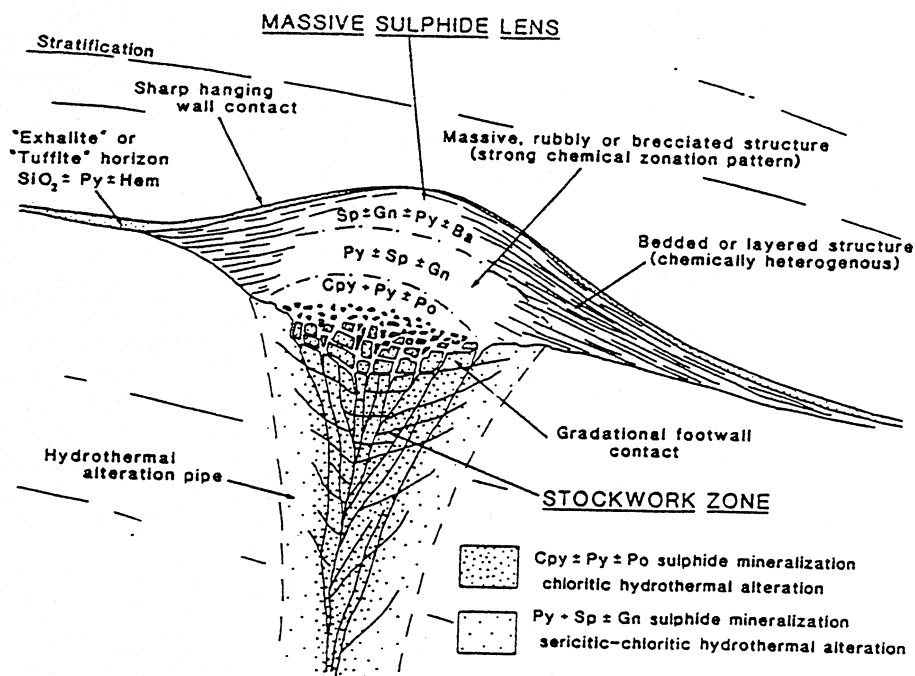 MASSIVE SULPHIDE LENS
Stratification
Sharp hanging
wall contact
"Exhalite" or
"Tuffite" horizon
SiO₂ ± Py ± Hem
Massive, rubbly or brecciated structure
(strong chemical zonation pattern)
Sp ± Gn ± Py ± Ba
Bedded or layered structure
(chemically heterogenous)
Py ± Sp ± Gn
Cpy + Py ± Po
Gradational footwall
contact
Hydrothermal
alteration pipe
STOCKWORK ZONE
Cpy ± Py ± Po sulphide mineralization
chloritic hydrothermal alteration
Py + Sp ± Gn sulphide mineralization
sericitic-chloritic hydrothermal alteration